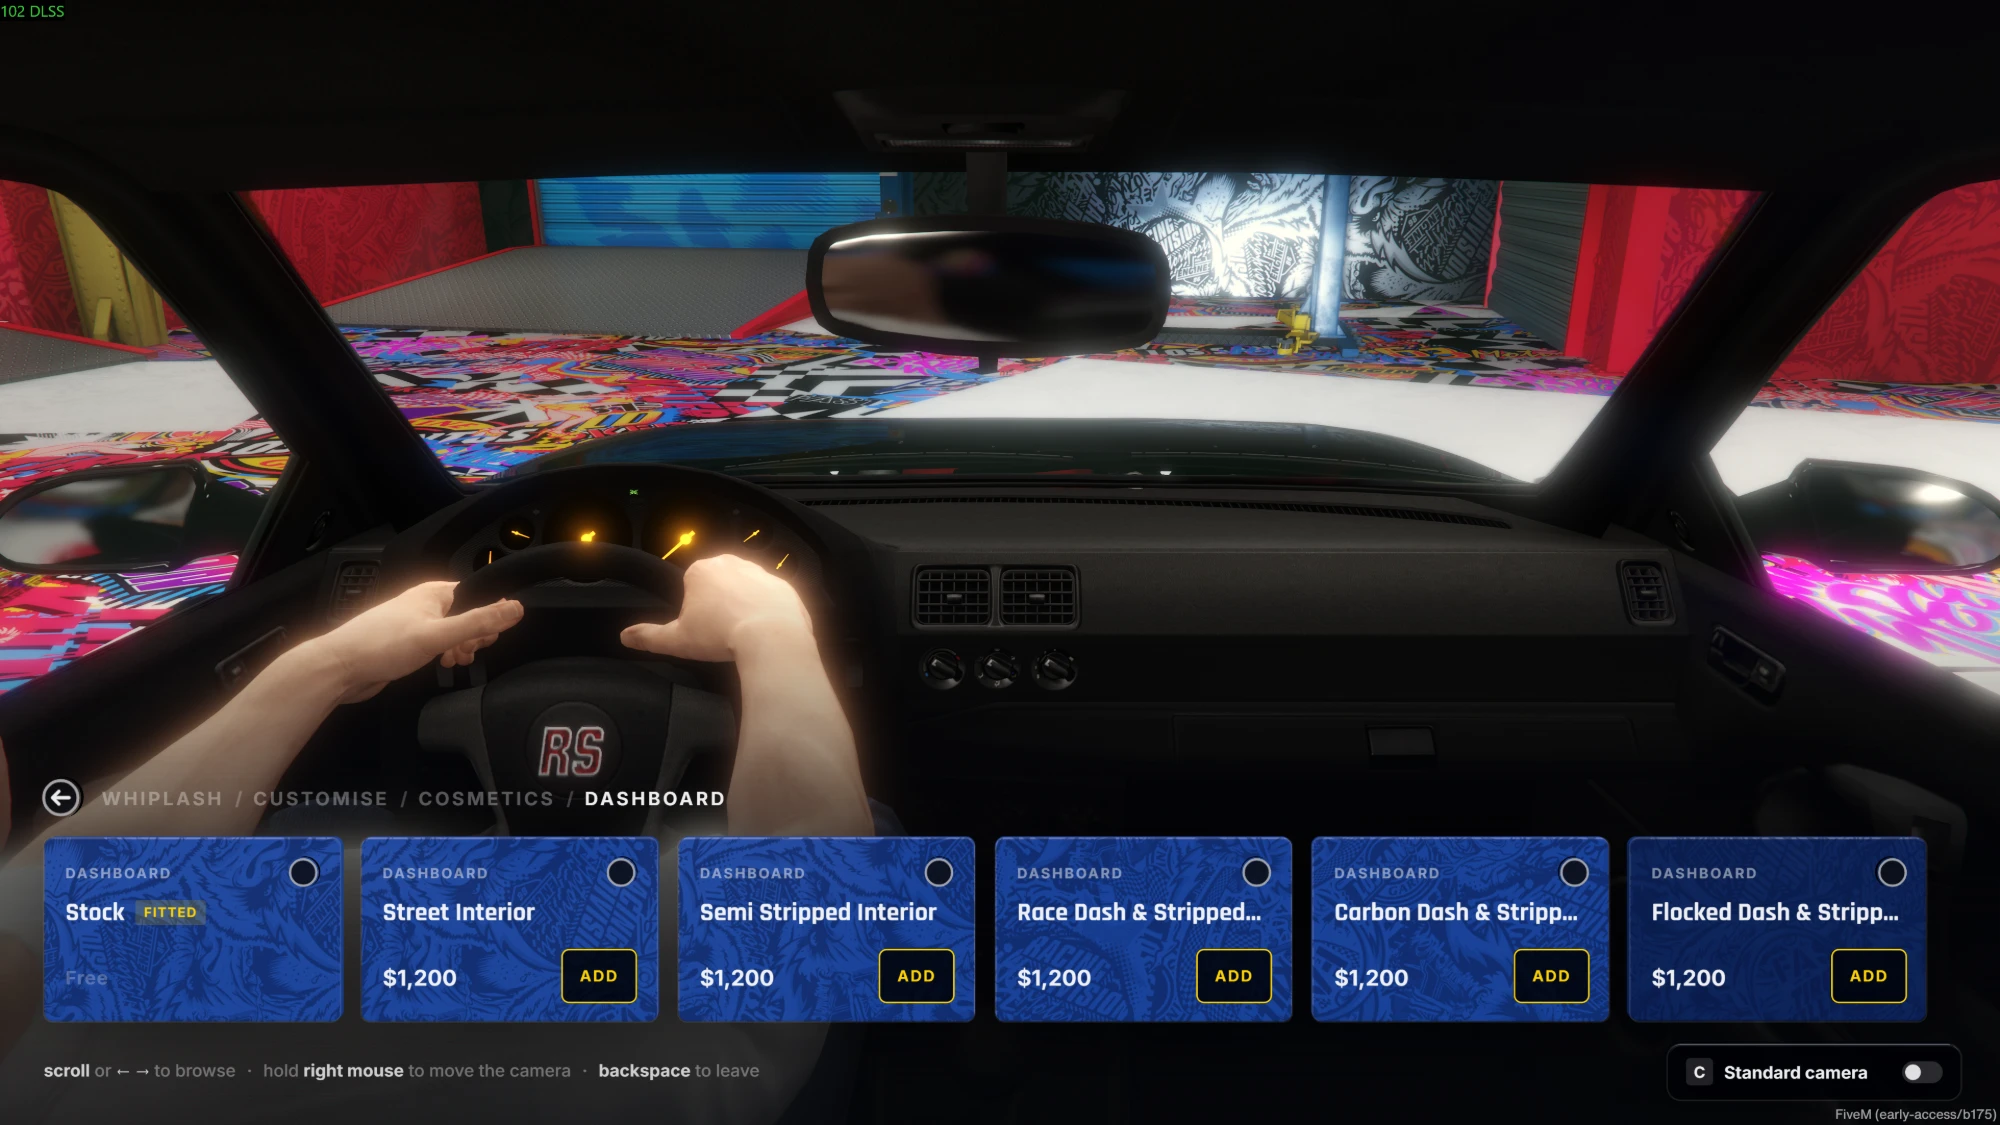 102 DLSS
RS
WHIPLASH / CUSTOMISE / COSMETICS / DASHBOARD
DASHBOARD
Stock FITTED
Free
DASHBOARD
Street Interior
$1,200 ADD
DASHBOARD
Semi Stripped Interior
$1,200 ADD
DASHBOARD
Race Dash & Stripped...
$1,200 ADD
DASHBOARD
Carbon Dash & Stripp...
$1,200 ADD
DASHBOARD
Flocked Dash & Stripp...
$1,200 ADD
scroll or ← → to browse · hold right mouse to move the camera · backspace to leave
C Standard camera
FiveM (early-access/b175)